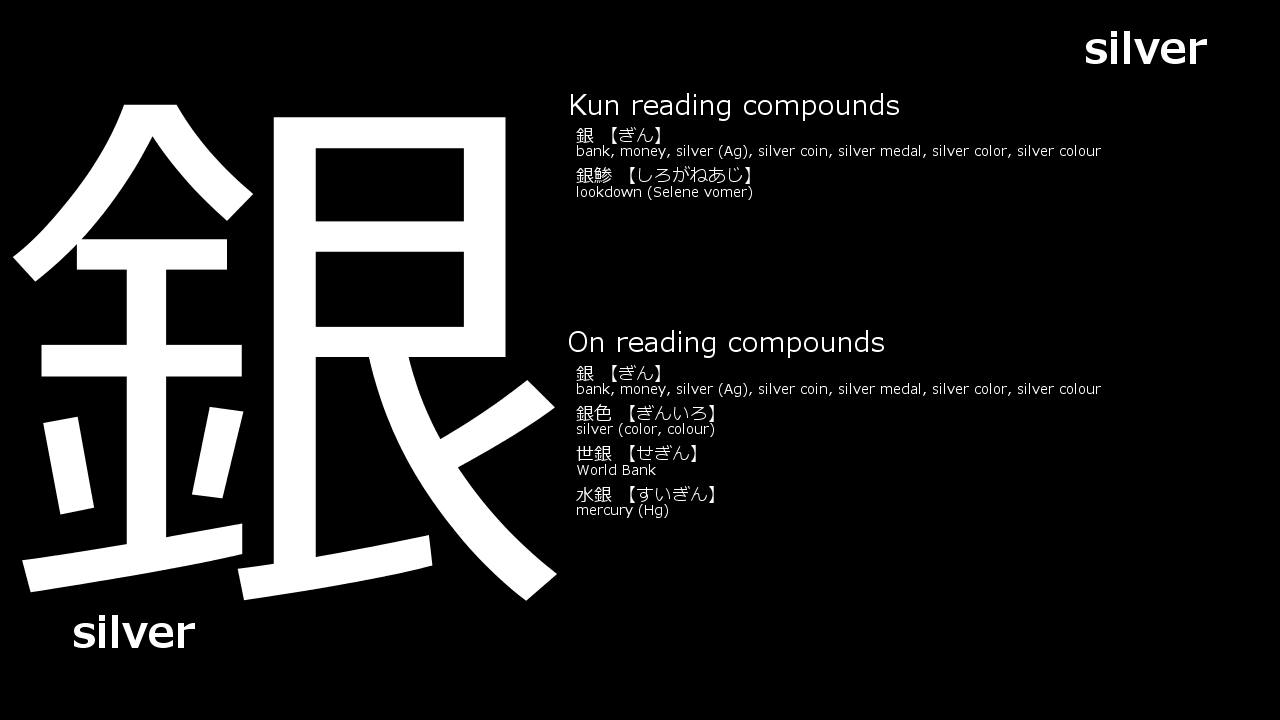 silver
銀
Kun reading compounds
銀 【ぎん】
bank, money, silver (Ag), silver coin, silver medal, silver color, silver colour
銀鯵 【しろがねあじ】
lookdown (Selene vomer)
On reading compounds
銀 【ぎん】
bank, money, silver (Ag), silver coin, silver medal, silver color, silver colour
銀色 【ぎんいろ】
silver (color, colour)
世銀 【せぎん】
World Bank
水銀 【すいぎん】
mercury (Hg)
silver